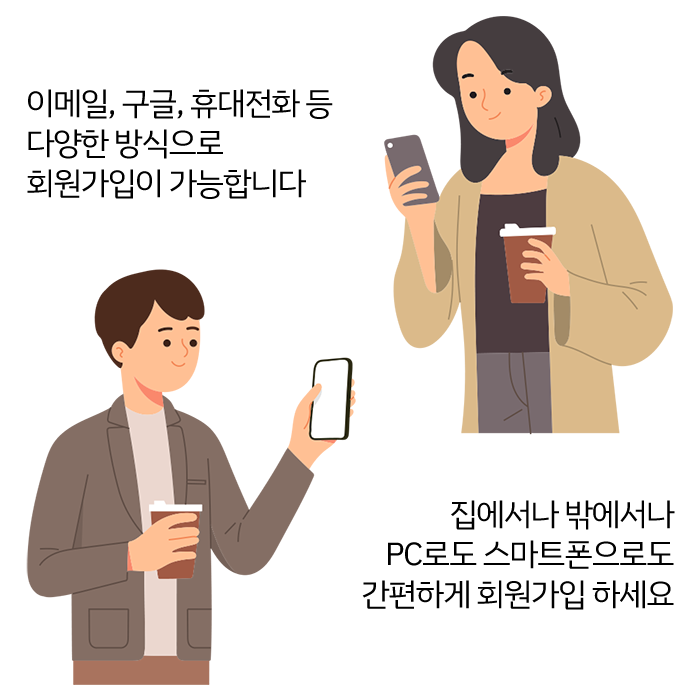 이메일, 구글, 휴대전화 등
다양한 방식으로
회원가입이 가능합니다
집에서나 밖에서나
PC로도 스마트폰으로도
간편하게 회원가입 하세요